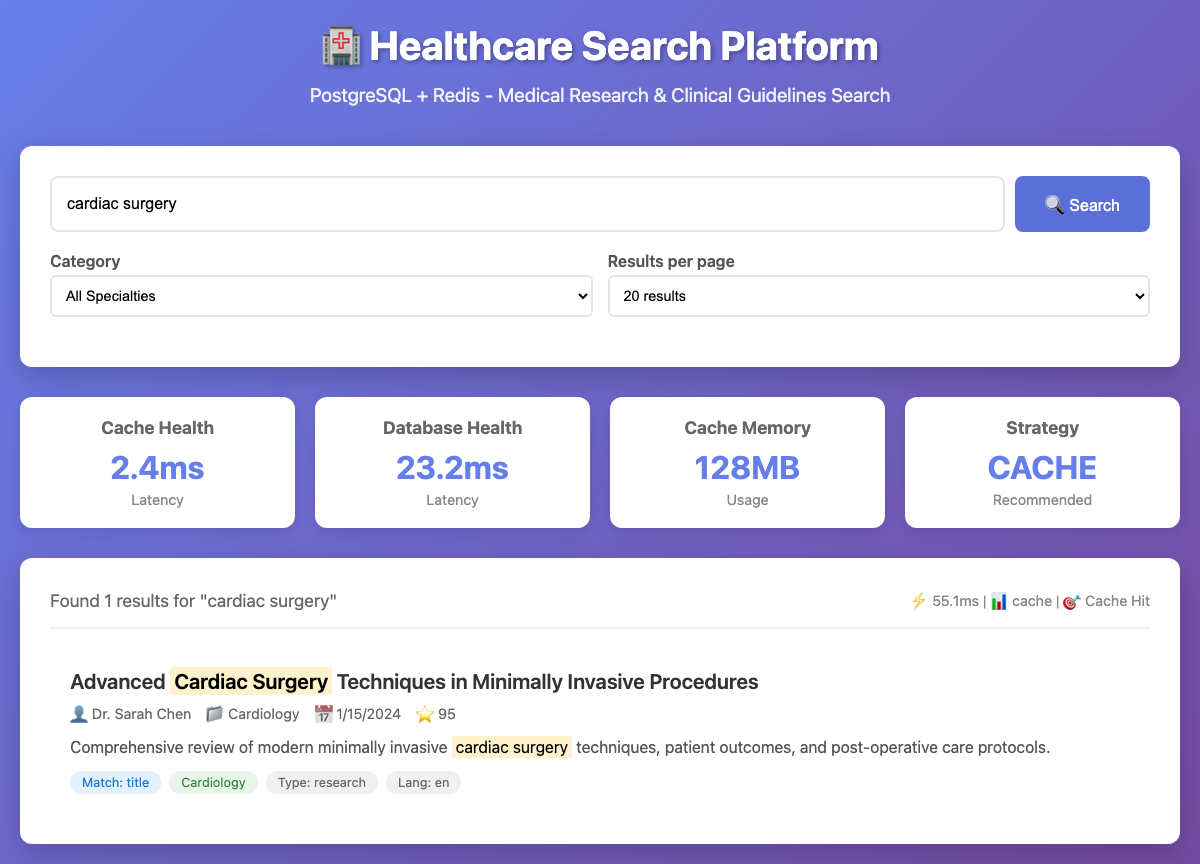 🏥 Healthcare Search Platform
PostgreSQL + Redis - Medical Research & Clinical Guidelines Search
cardiac surgery
🔍 Search
Category
Results per page
All Specialties
20 results
Cache Health
2.4ms
Latency
Database Health
23.2ms
Latency
Cache Memory
128MB
Usage
Strategy
CACHE
Recommended
Found 1 results for "cardiac surgery"
⚡ 55.1ms | 📊 cache | 🎯 Cache Hit
Advanced Cardiac Surgery Techniques in Minimally Invasive Procedures
👤 Dr. Sarah Chen 📁 Cardiology 📅 1/15/2024 ⭐ 95
Comprehensive review of modern minimally invasive cardiac surgery techniques, patient outcomes, and post-operative care protocols.
Match: title Cardiology Type: research Lang: en